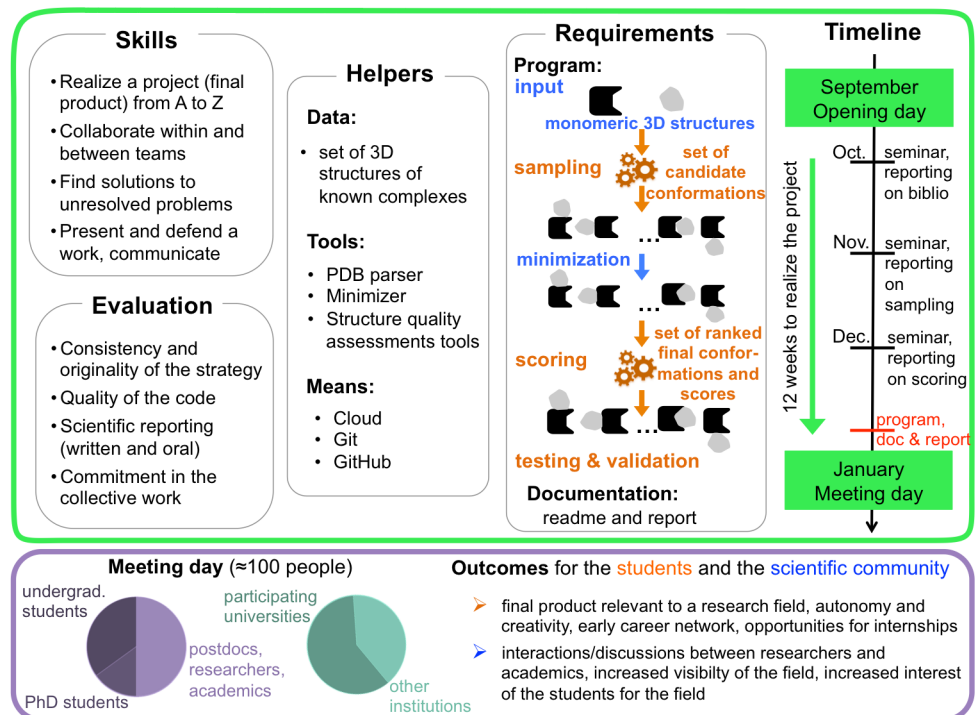 Skills
• Realize a project (final
product) from A to Z
• Collaborate within and
between teams
• Find solutions to
unresolved problems
• Present and defend a
work, communicate
Evaluation
• Consistency and
originality of the strategy
• Quality of the code
• Scientific reporting
(written and oral)
• Commitment in the
collective work
Helpers
Data:
• set of 3D
structures of
known complexes
Tools:
• PDB parser
• Minimizer
• Structure quality
assessments tools
Means:
• Cloud
• Git
• GitHub
Requirements
Program:
input
monomeric 3D structures
sampling
set of
candidate
conformations
...
minimization
...
scoring
set of ranked
final confor-
mations and
scores
...
testing & validation
Documentation:
readme and report
Timeline
September
Opening day
12 weeks to realize the project
Oct.
seminar,
reporting
on biblio
Nov.
seminar,
reporting
on
sampling
Dec.
seminar,
reporting
on scoring
program,
doc & report
January
Meeting day
Meeting day (≈100 people)
undergrad.
students
PhD students
postdocs,
researchers,
academics
participating
universities
other
institutions
Outcomes for the students and the scientific community
final product relevant to a research field, autonomy and
creativity, early career network, opportunities for internships
interactions/discussions between researchers and
academics, increased visibilty of the field, increased interest
of the students for the field